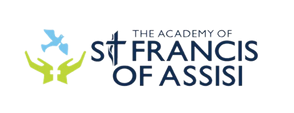 THE ACADEMY OF
St FRANCIS
OF ASSISI